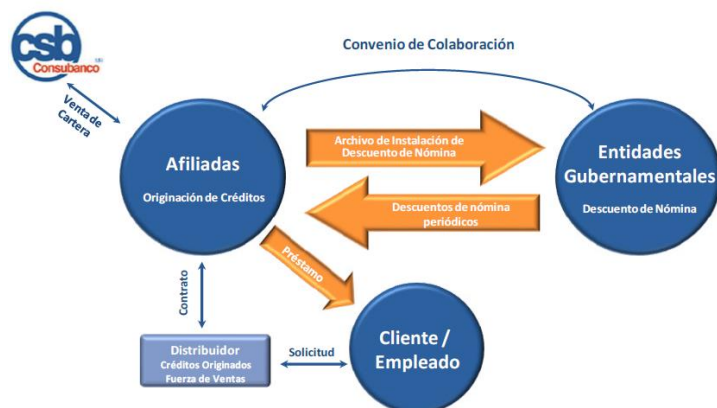 csb
Consubanco
Convenio de Colaboración
Venta de
Cartera
Afiliadas
Originación de Créditos
Archivo de Instalación de
Descuento de Nómina
Descuentos de nómina
periódicos
Entidades
Gubernamentales
Descuento de Nómina
Préstamo
Contrato
Distribuidor
Créditos Originados
Fuerza de Ventas
Solicitud
Cliente /
Empleado